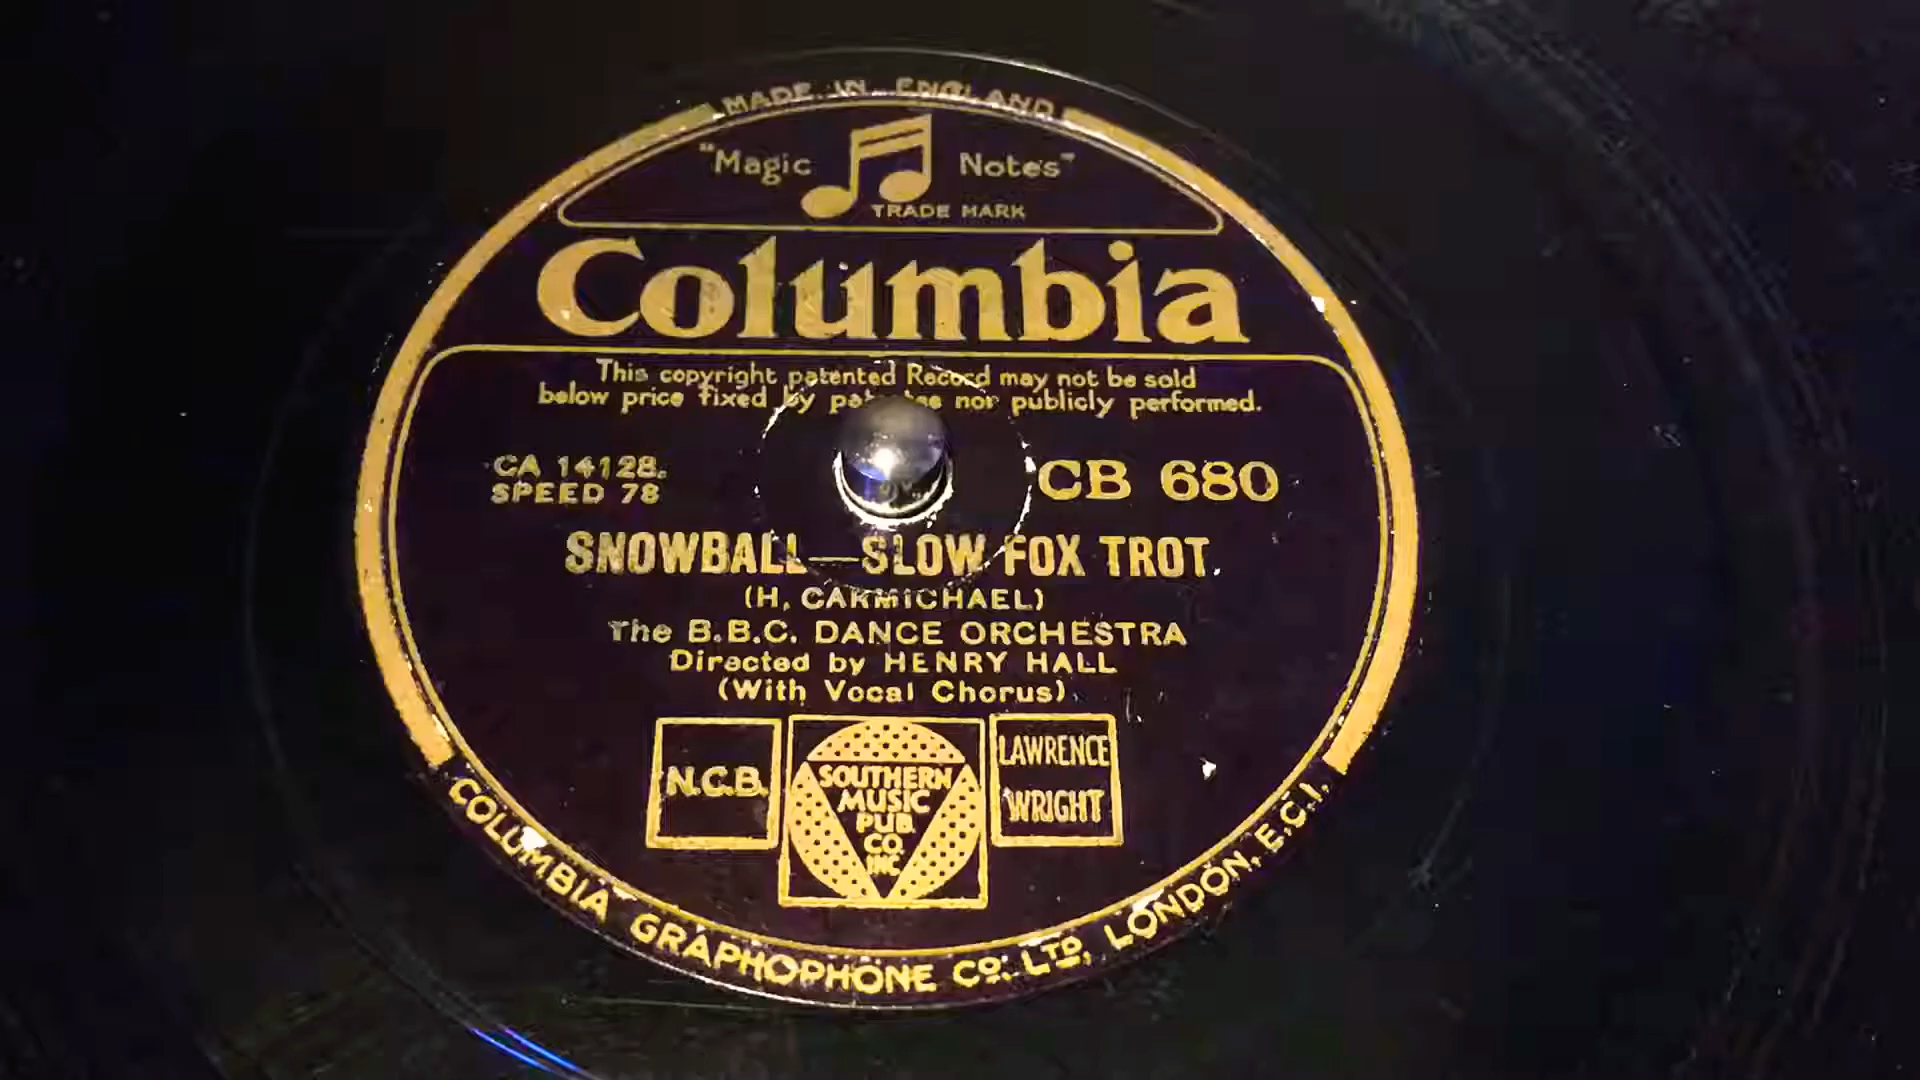 MADE IN ENGLAND
"Magic Notes"
TRADE MARK
Columbia
This copyright patented Record may not be sold
below price fixed by patentee nor publicly performed.
CA 14128.
SPEED 78
CB 680
SNOWBALL—SLOW FOX TROT.
(H. CARMICHAEL)
The B.B.C. DANCE ORCHESTRA
Directed by HENRY HALL
(With Vocal Chorus)
N.C.B.
SOUTHERN
MUSIC
PUB.
CO.
INC.
LAWRENCE
WRIGHT
COLUMBIA GRAPHOPHONE CO. LTD, LONDON, E.C.1.